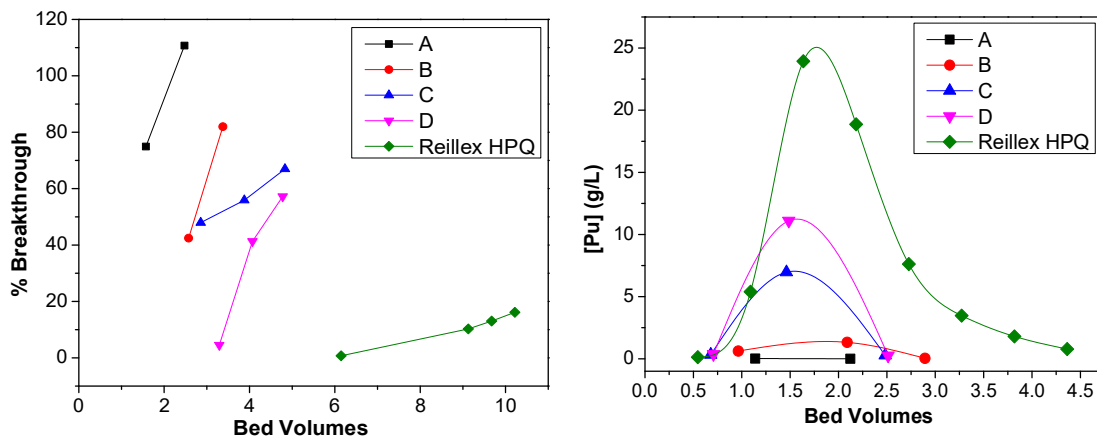 120
100
80
60
40
20
0
% Breakthrough
0 2 4 6 8 10
Bed Volumes
A
B
C
D
Reillex HPQ
25
20
15
10
5
0
[Pu] (g/L)
0.0 0.5 1.0 1.5 2.0 2.5 3.0 3.5 4.0 4.5
Bed Volumes
A
B
C
D
Reillex HPQ